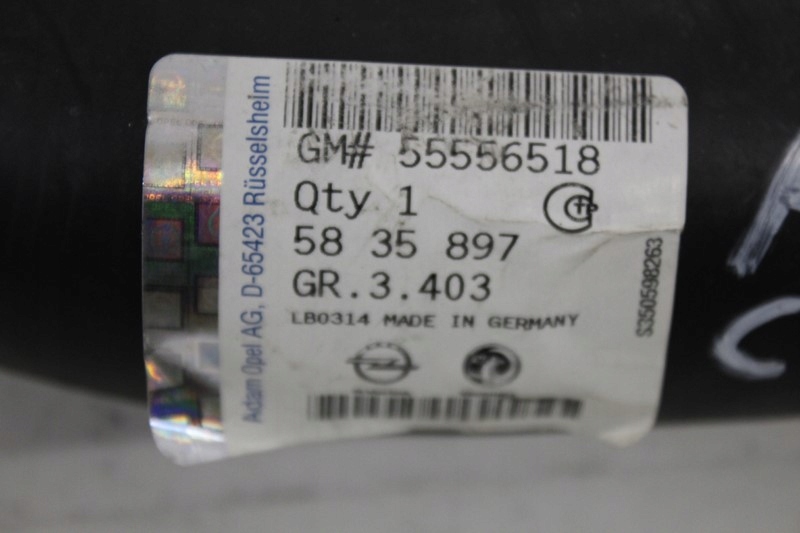 GM# 55556518
Qty 1
58 35 897
GR.3.403
LB0314 MADE IN GERMANY
Adam Opel AG, D-65423 Rüsselsheim
S350598263